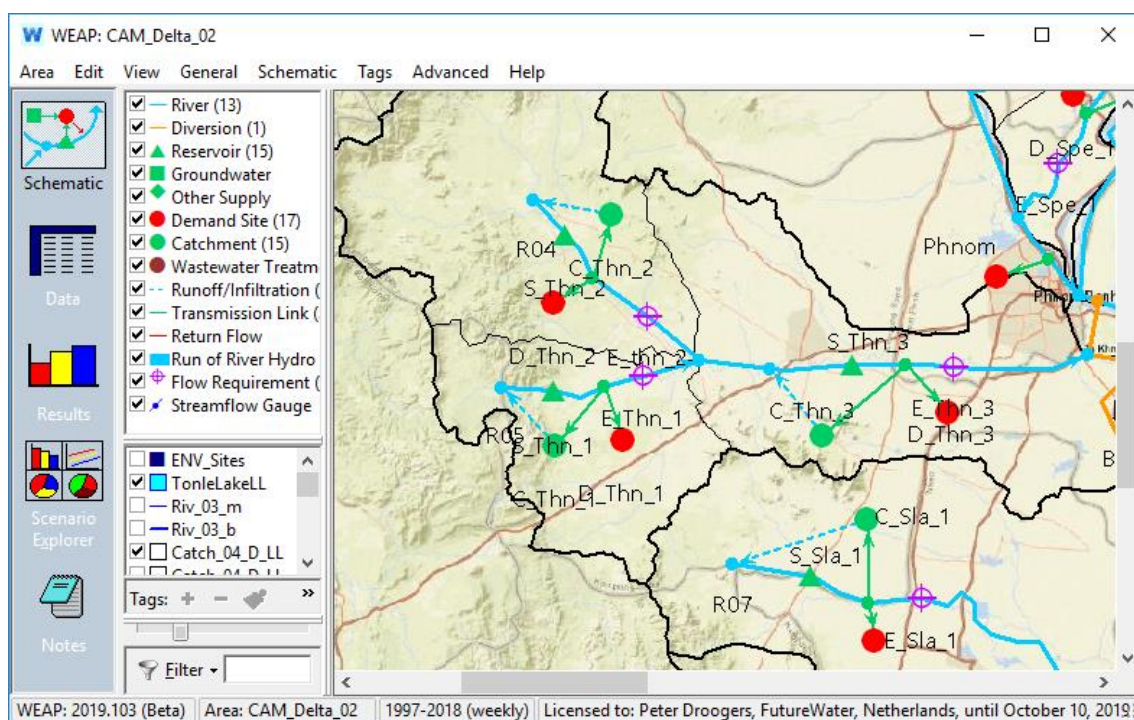 WEAP: CAM_Delta_02
Area Edit View General Schematic Tags Advanced Help
Schematic
Data
Results
Scenario
Explorer
Notes
River (13)
Diversion (1)
Reservoir (15)
Groundwater
Other Supply
Demand Site (17)
Catchment (15)
Wastewater Treatm
Runoff/Infiltration (
Transmission Link (
Return Flow
Run of River Hydro
Flow Requirement (
Streamflow Gauge
ENV_Sites
TonleLakeLL
Riv_03_m
Riv_03_b
Catch_04_D_LL
Tags:
Filter
D_Spe_1
E_Spe_
Phnom
R04
C_Thn_2
S_Thn_2
D_Thn_2
E_thn_2
S_Thn_3
R05
S_Thn_1
E_Thn_1
C_Thn_3
E_Thn_3
D_Thn_3
B
C_Thn_1
D_Thn_1
C_Sla_1
S_Sla_1
R07
E_Sla_1
WEAP: 2019.103 (Beta) Area: CAM_Delta_02 1997-2018 (weekly) Licensed to: Peter Droogers, FutureWater, Netherlands, until October 10, 2019